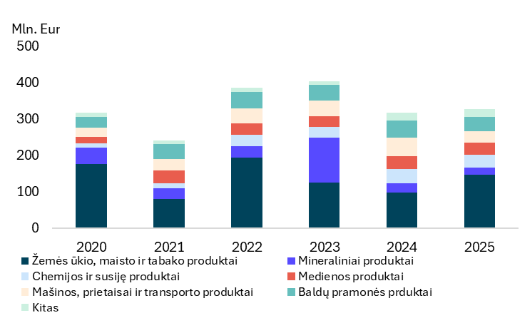 Mln. Eur
500
400
300
200
100
0
2020 2021 2022 2023 2024 2025
Žemės ūkio, maisto ir tabako produktai Mineraliniai produktai
Chemijos ir susiję produktai Medienos produktai
Mašinos, prietaisai ir transporto produktai Baldų pramonės prduktai
Kitas